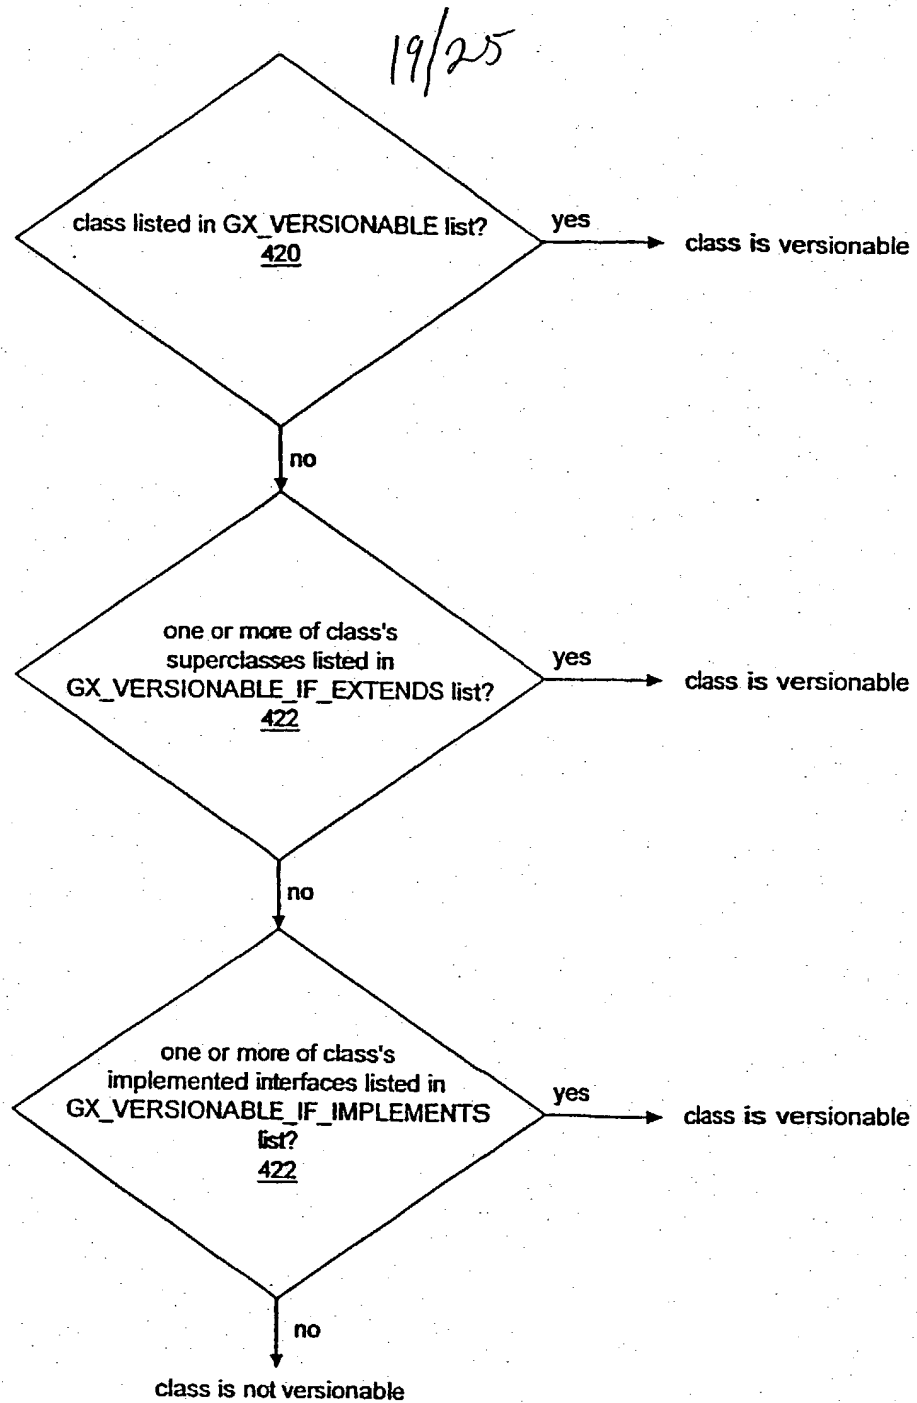 19/25
class listed in GX_VERSIONABLE list?
420
yes
class is versionable
no
one or more of class's
superclasses listed in
GX_VERSIONABLE_IF_EXTENDS list?
422
yes
class is versionable
no
one or more of class's
implemented interfaces listed in
GX_VERSIONABLE_IF_IMPLEMENTS
list?
422
yes
class is versionable
no
class is not versionable